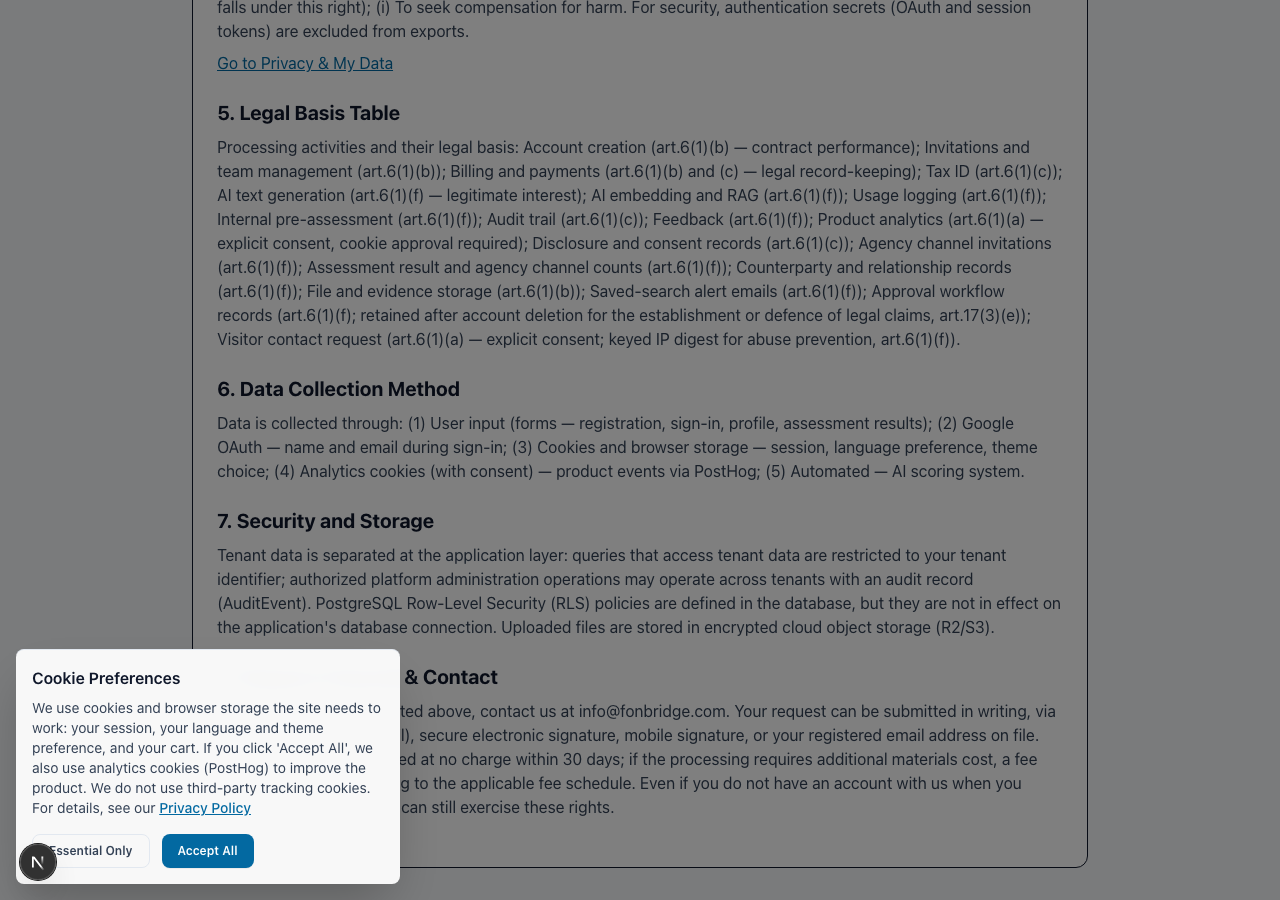 falls under this right); (i) To seek compensation for harm. For security, authentication secrets (OAuth and session
tokens) are excluded from exports.
Go to Privacy & My Data
5. Legal Basis Table
Processing activities and their legal basis: Account creation (art.6(1)(b) — contract performance); Invitations and
team management (art.6(1)(b)); Billing and payments (art.6(1)(b) and (c) — legal record-keeping); Tax ID (art.6(1)(c));
AI text generation (art.6(1)(f) — legitimate interest); AI embedding and RAG (art.6(1)(f)); Usage logging (art.6(1)(f));
Internal pre-assessment (art.6(1)(f)); Audit trail (art.6(1)(c)); Feedback (art.6(1)(f)); Product analytics (art.6(1)(a) —
explicit consent, cookie approval required); Disclosure and consent records (art.6(1)(c)); Agency channel invitations
(art.6(1)(f)); Assessment result and agency channel counts (art.6(1)(f)); Counterparty and relationship records
(art.6(1)(f)); File and evidence storage (art.6(1)(b)); Saved-search alert emails (art.6(1)(f)); Approval workflow
records (art.6(1)(f); retained after account deletion for the establishment or defence of legal claims, art.17(3)(e));
Visitor contact request (art.6(1)(a) — explicit consent; keyed IP digest for abuse prevention, art.6(1)(f)).
6. Data Collection Method
Data is collected through: (1) User input (forms — registration, sign-in, profile, assessment results); (2) Google
OAuth — name and email during sign-in; (3) Cookies and browser storage — session, language preference, theme
choice; (4) Analytics cookies (with consent) — product events via PostHog; (5) Automated — AI scoring system.
7. Security and Storage
Tenant data is separated at the application layer: queries that access tenant data are restricted to your tenant
identifier; authorized platform administration operations may operate across tenants with an audit record
(AuditEvent). PostgreSQL Row-Level Security (RLS) policies are defined in the database, but they are not in effect on
the application's database connection. Uploaded files are stored in encrypted cloud object storage (R2/S3).
& Contact
ted above, contact us at info@fonbridge.com. Your request can be submitted in writing, via
l), secure electronic signature, mobile signature, or your registered email address on file.
ed at no charge within 30 days; if the processing requires additional materials cost, a fee
g to the applicable fee schedule. Even if you do not have an account with us when you
can still exercise these rights.
Cookie Preferences
We use cookies and browser storage the site needs to
work: your session, your language and theme
preference, and your cart. If you click 'Accept All', we
also use analytics cookies (PostHog) to improve the
product. We do not use third-party tracking cookies.
For details, see our Privacy Policy
Essential Only
Accept All
N